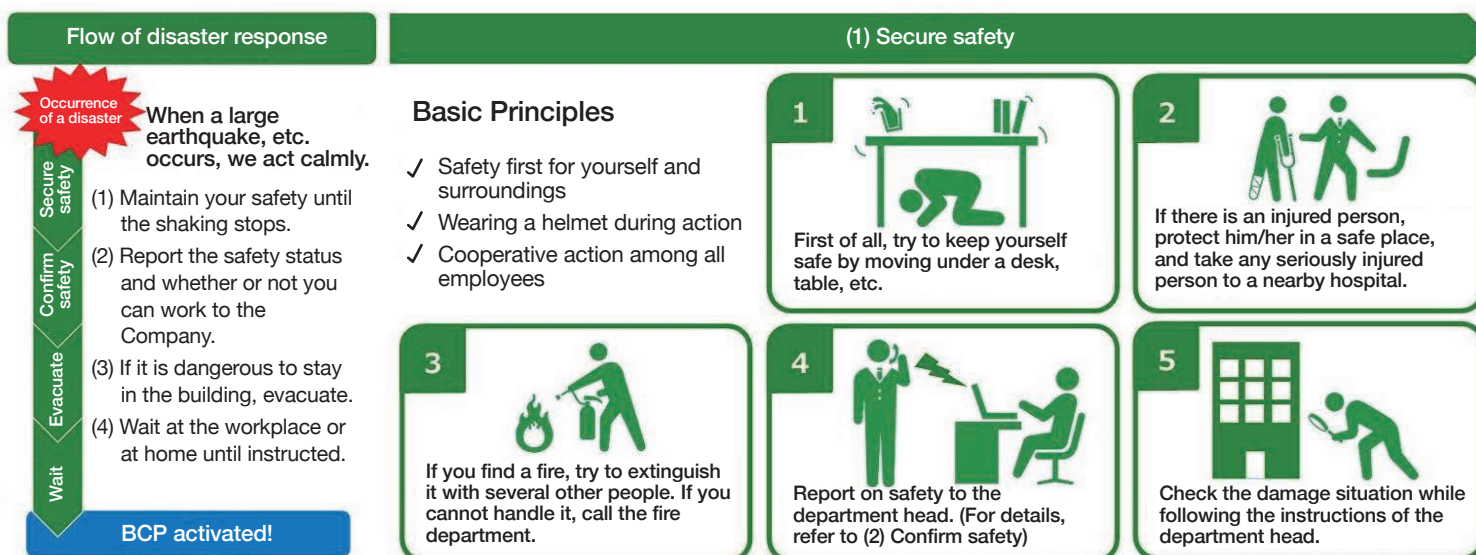 Flow of disaster response
Occurrence
of a disaster
When a large
earthquake, etc.
occurs, we act calmly.
Secure
safety
Confirm
safety
Evacuate
Wait
(1) Maintain your safety until
the shaking stops.
(2) Report the safety status
and whether or not you
can work to the
Company.
(3) If it is dangerous to stay
in the building, evacuate.
(4) Wait at the workplace or
at home until instructed.
BCP activated!
(1) Secure safety
Basic Principles
✓ Safety first for yourself and
surroundings
✓ Wearing a helmet during action
✓ Cooperative action among all
employees
1
First of all, try to keep yourself
safe by moving under a desk,
table, etc.
2
If there is an injured person,
protect him/her in a safe place,
and take any seriously injured
person to a nearby hospital.
3
If you find a fire, try to extinguish
it with several other people. If you
cannot handle it, call the fire
department.
4
Report on safety to the
department head. (For details,
refer to (2) Confirm safety)
5
Check the damage situation while
following the instructions of the
department head.